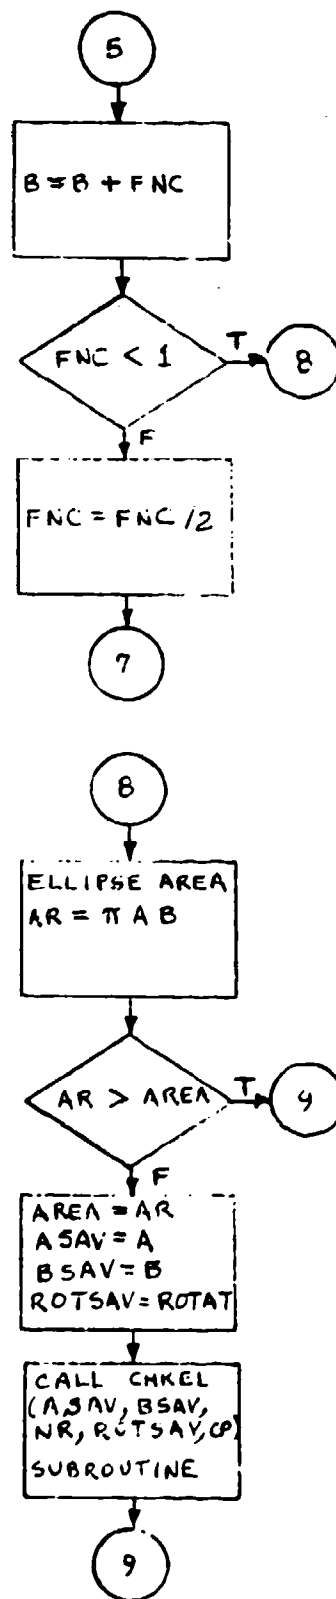 5
B = B + FNC
FNC < 1
T
8
F
FNC = FNC/2
7
8
ELLIPSE AREA
AR = π A B
AR > AREA
T
9
F
AREA = AR
ASAV = A
BSAV = B
ROTSAV = ROTAT
CALL CHKEL
(ASAV, BSAV,
NR, ROTSAV, CP)
SUBROUTINE
9